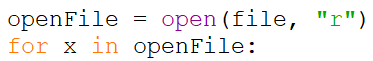 openFile = open(file, "r")
for x in openFile: